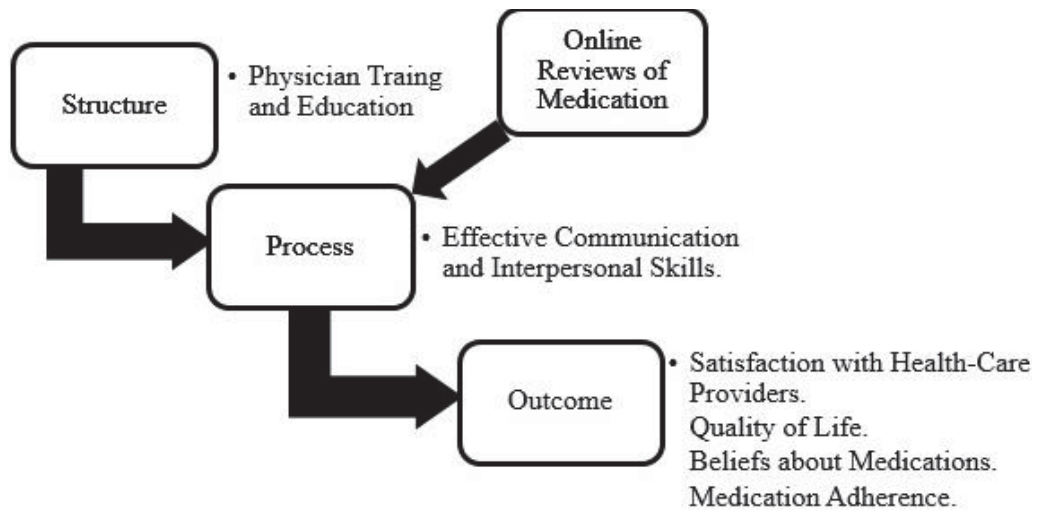 Online
Reviews of
Medication
Structure
• Physician Traing
and Education
Process
• Effective Communication
and Interpersonal Skills.
Outcome
• Satisfaction with Health-Care
Providers.
Quality of Life.
Beliefs about Medications.
Medication Adherence.